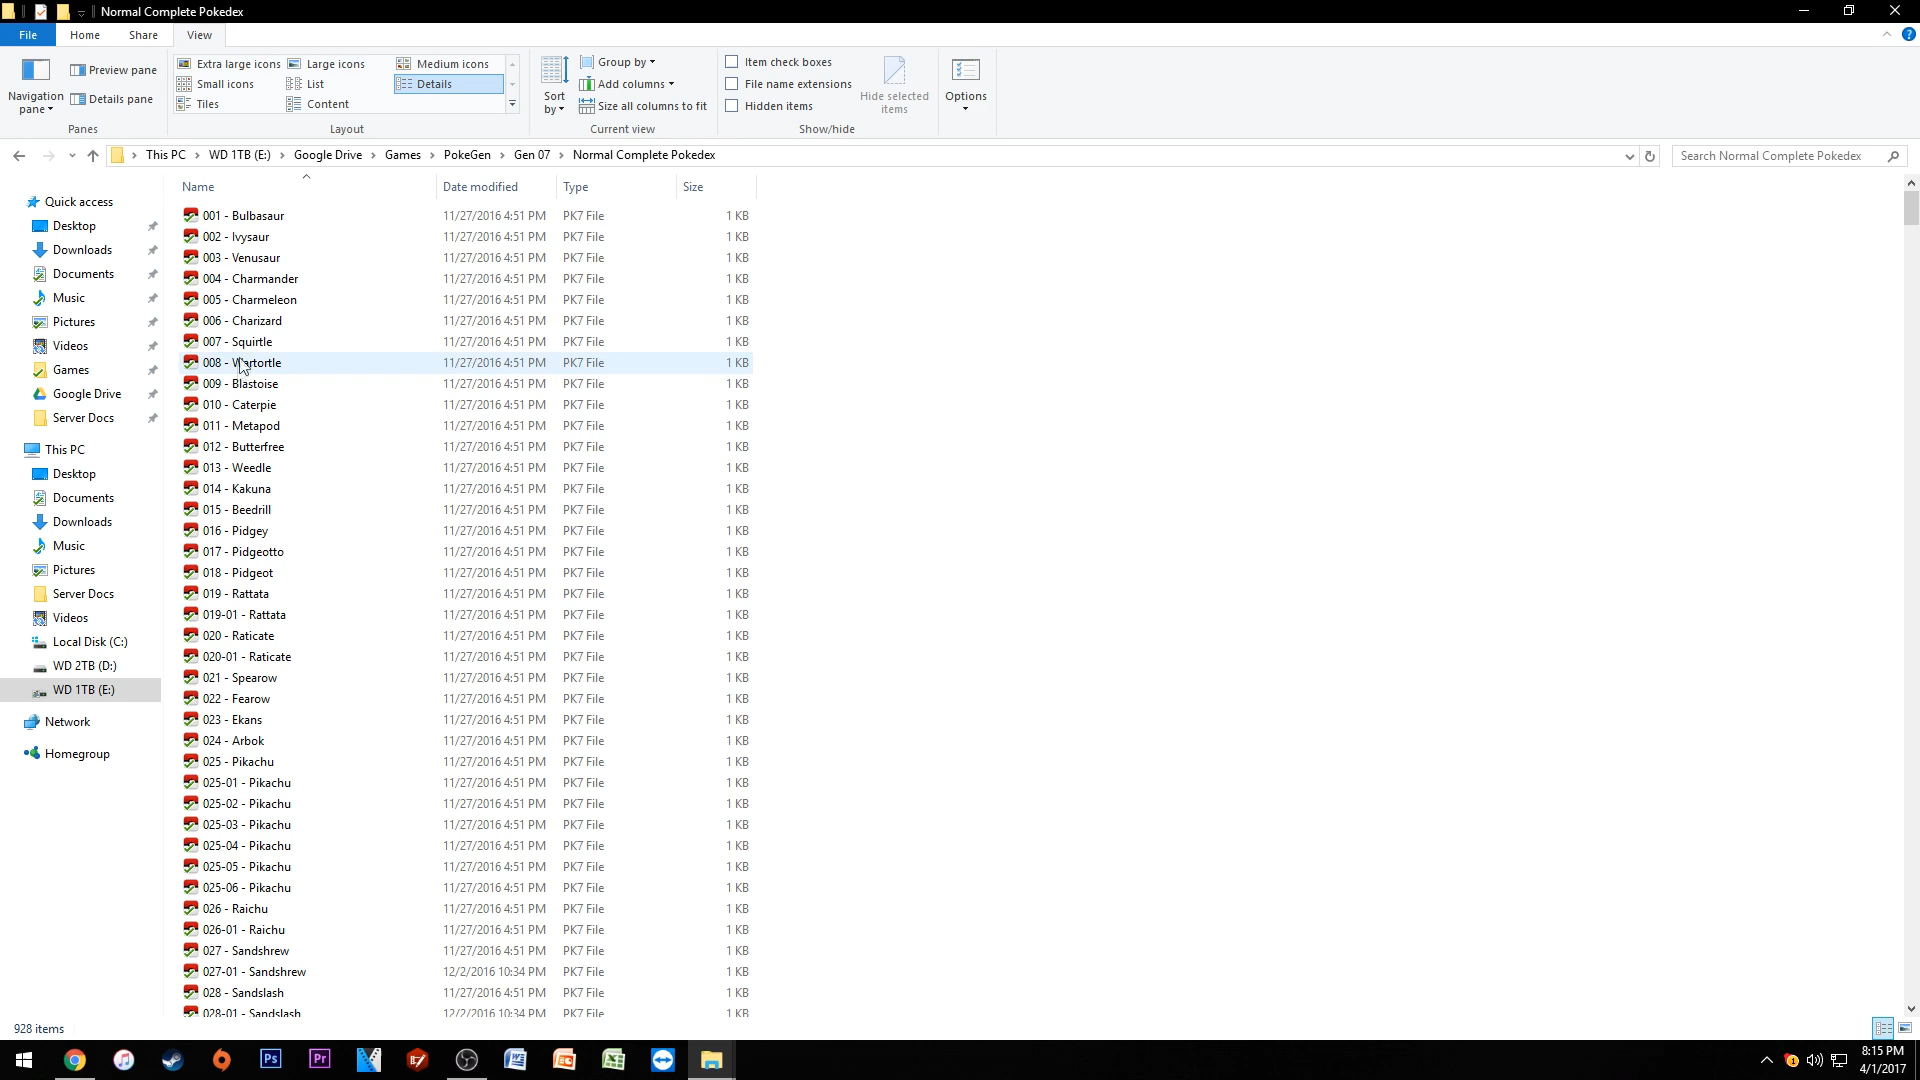 Normal Complete Pokedex
File Home Share View
Navigation pane
Preview pane
Details pane
Panes
Extra large icons Large icons Medium icons
Small icons List Details
Tiles Content
Layout
Sort by
Group by
Add columns
Size all columns to fit
Current view
Item check boxes
File name extensions
Hidden items
Hide selected items
Show/hide
Options
This PC WD 1TB (E:) Google Drive Games PokeGen Gen 07 Normal Complete Pokedex
Search Normal Complete Pokedex
Quick access
Desktop
Downloads
Documents
Music
Pictures
Videos
Games
Google Drive
Server Docs
This PC
Desktop
Documents
Downloads
Music
Pictures
Server Docs
Videos
Local Disk (C:)
WD 2TB (D:)
WD 1TB (E:)
Network
Homegroup
Name Date modified Type Size
001 - Bulbasaur 11/27/2016 4:51 PM PK7 File 1 KB
002 - Ivysaur 11/27/2016 4:51 PM PK7 File 1 KB
003 - Venusaur 11/27/2016 4:51 PM PK7 File 1 KB
004 - Charmander 11/27/2016 4:51 PM PK7 File 1 KB
005 - Charmeleon 11/27/2016 4:51 PM PK7 File 1 KB
006 - Charizard 11/27/2016 4:51 PM PK7 File 1 KB
007 - Squirtle 11/27/2016 4:51 PM PK7 File 1 KB
008 - Wartortle 11/27/2016 4:51 PM PK7 File 1 KB
009 - Blastoise 11/27/2016 4:51 PM PK7 File 1 KB
010 - Caterpie 11/27/2016 4:51 PM PK7 File 1 KB
011 - Metapod 11/27/2016 4:51 PM PK7 File 1 KB
012 - Butterfree 11/27/2016 4:51 PM PK7 File 1 KB
013 - Weedle 11/27/2016 4:51 PM PK7 File 1 KB
014 - Kakuna 11/27/2016 4:51 PM PK7 File 1 KB
015 - Beedrill 11/27/2016 4:51 PM PK7 File 1 KB
016 - Pidgey 11/27/2016 4:51 PM PK7 File 1 KB
017 - Pidgeotto 11/27/2016 4:51 PM PK7 File 1 KB
018 - Pidgeot 11/27/2016 4:51 PM PK7 File 1 KB
019 - Rattata 11/27/2016 4:51 PM PK7 File 1 KB
019-01 - Rattata 11/27/2016 4:51 PM PK7 File 1 KB
020 - Raticate 11/27/2016 4:51 PM PK7 File 1 KB
020-01 - Raticate 11/27/2016 4:51 PM PK7 File 1 KB
021 - Spearow 11/27/2016 4:51 PM PK7 File 1 KB
022 - Fearow 11/27/2016 4:51 PM PK7 File 1 KB
023 - Ekans 11/27/2016 4:51 PM PK7 File 1 KB
024 - Arbok 11/27/2016 4:51 PM PK7 File 1 KB
025 - Pikachu 11/27/2016 4:51 PM PK7 File 1 KB
025-01 - Pikachu 11/27/2016 4:51 PM PK7 File 1 KB
025-02 - Pikachu 11/27/2016 4:51 PM PK7 File 1 KB
025-03 - Pikachu 11/27/2016 4:51 PM PK7 File 1 KB
025-04 - Pikachu 11/27/2016 4:51 PM PK7 File 1 KB
025-05 - Pikachu 11/27/2016 4:51 PM PK7 File 1 KB
025-06 - Pikachu 11/27/2016 4:51 PM PK7 File 1 KB
026 - Raichu 11/27/2016 4:51 PM PK7 File 1 KB
026-01 - Raichu 11/27/2016 4:51 PM PK7 File 1 KB
027 - Sandshrew 11/27/2016 4:51 PM PK7 File 1 KB
027-01 - Sandshrew 12/2/2016 10:34 PM PK7 File 1 KB
028 - Sandslash 11/27/2016 4:51 PM PK7 File 1 KB
028-01 - Sandslash 12/2/2016 10:34 PM PK7 File 1 KB
928 items
Ps Pr
8:15 PM
4/1/2017